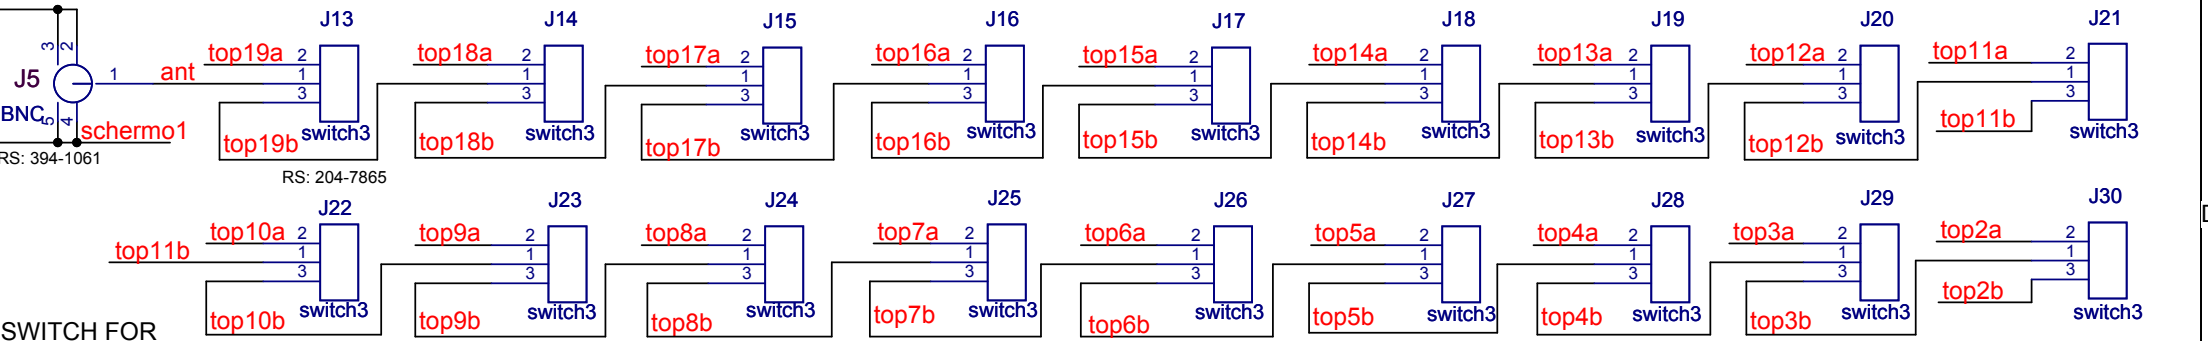 J13 J14 J15 J16 J17 J18 J19 J20 J21
3 2
J5
BNC
5 4
1 ant
schermo1
RS: 394-1061
top19a 2
1
3
top19b switch3
RS: 204-7865
top18a 2
1
3
top18b switch3
top17a 2
1
3
top17b switch3
top16a 2
1
3
top16b switch3
top15a 2
1
3
top15b switch3
top14a 2
1
3
top14b switch3
top13a 2
1
3
top13b switch3
top12a 2
1
3
top12b switch3
top11a 2
1
3
top11b switch3
J22 J23 J24 J25 J26 J27 J28 J29 J30
top10a 2
top11b 1
3
top10b switch3
top9a 2
1
3
top9b switch3
top8a 2
1
3
top8b switch3
top7a 2
1
3
top7b switch3
top6a 2
1
3
top6b switch3
top5a 2
1
3
top5b switch3
top4a 2
1
3
top4b switch3
top3a 2
1
3
top3b switch3
top2a 2
1
3
top2b switch3
SWITCH FOR